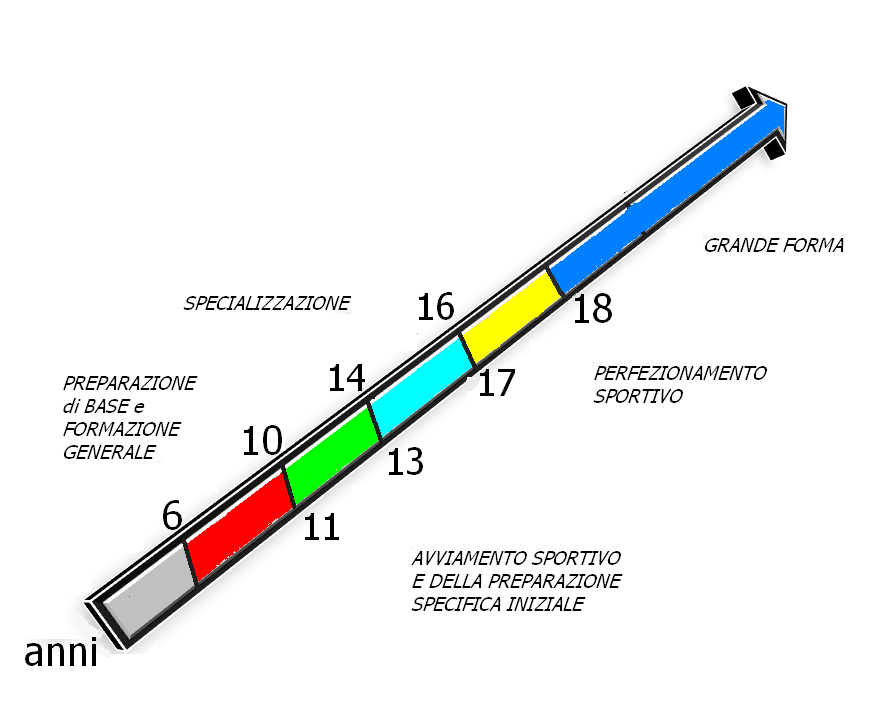 GRANDE FORMA
SPECIALIZZAZIONE
16
18
14
17
PERFEZIONAMENTO
SPORTIVO
PREPARAZIONE
di BASE e
FORMAZIONE
GENERALE
10
13
6
11
AVVIAMENTO SPORTIVO
E DELLA PREPARAZIONE
SPECIFICA INIZIALE
anni